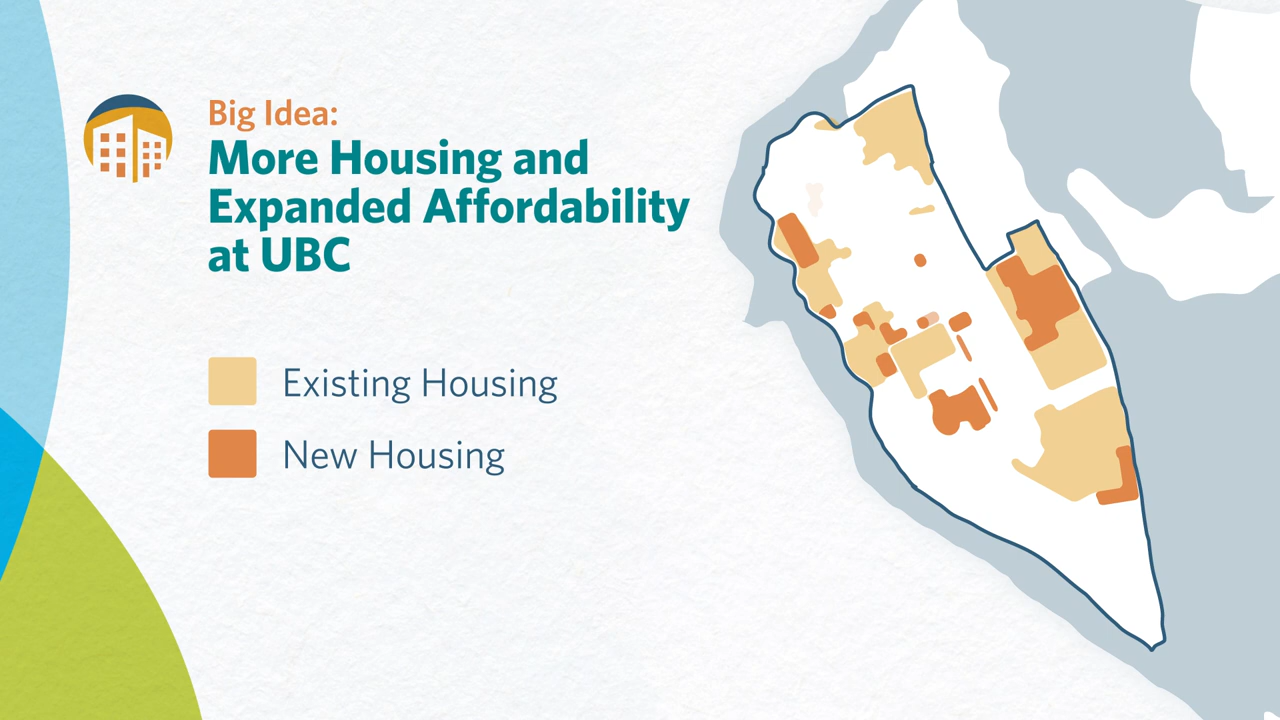 Big Idea:
More Housing and
Expanded Affordability
at UBC
Existing Housing
New Housing